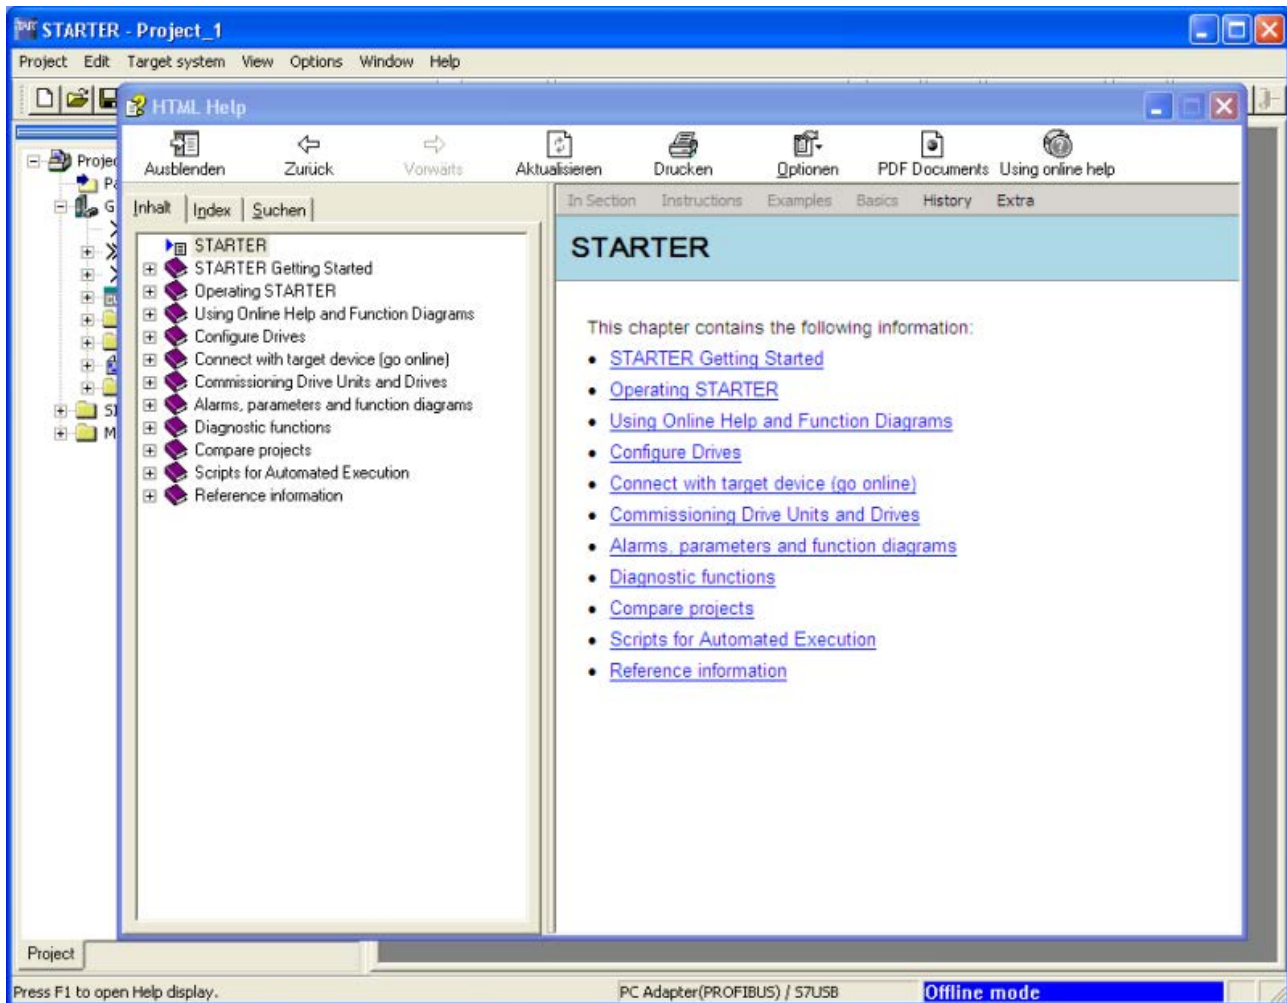 STARTER - Project_1
Project Edit Target system View Options Window Help
HTML Help
Ausblenden Zurück Vorwärts Aktualisieren Drucken Optionen PDF Documents Using online help
Inhalt Index Suchen
In Section Instructions Examples Basics History Extra
STARTER
STARTER Getting Started
Operating STARTER
Using Online Help and Function Diagrams
Configure Drives
Connect with target device (go online)
Commissioning Drive Units and Drives
Alarms, parameters and function diagrams
Diagnostic functions
Compare projects
Scripts for Automated Execution
Reference information
STARTER
This chapter contains the following information:
• STARTER Getting Started
• Operating STARTER
• Using Online Help and Function Diagrams
• Configure Drives
• Connect with target device (go online)
• Commissioning Drive Units and Drives
• Alarms, parameters and function diagrams
• Diagnostic functions
• Compare projects
• Scripts for Automated Execution
• Reference information
Projec
Pa
G
SI
M
Project
Press F1 to open Help display.
PC Adapter(PROFIBUS) / S7USB
Offline mode